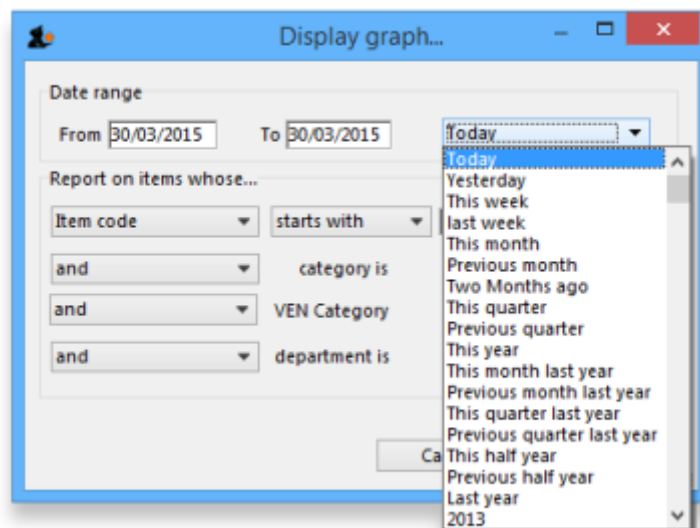 Display graph...
Date range
From 30/03/2015 To 30/03/2015 Today
Today
Yesterday
This week
last week
This month
Previous month
Two Months ago
This quarter
Previous quarter
This year
This month last year
Previous month last year
This quarter last year
Previous quarter last year
This half year
Previous half year
Last year
2013
Report on items whose...
Item code starts with
and category is
and VEN Category
and department is